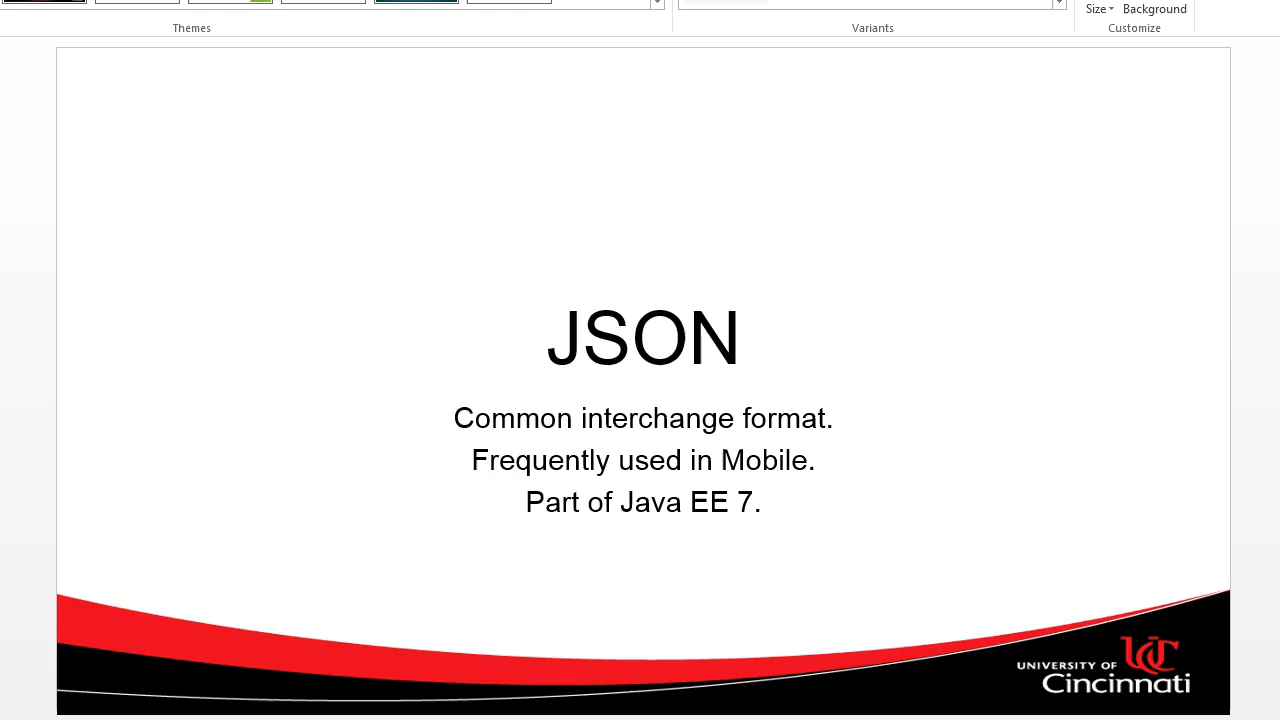 Size
Background
Themes
Variants
Customize
JSON
Common interchange format.
Frequently used in Mobile.
Part of Java EE 7.
UNIVERSITY OF
UC
Cincinnati